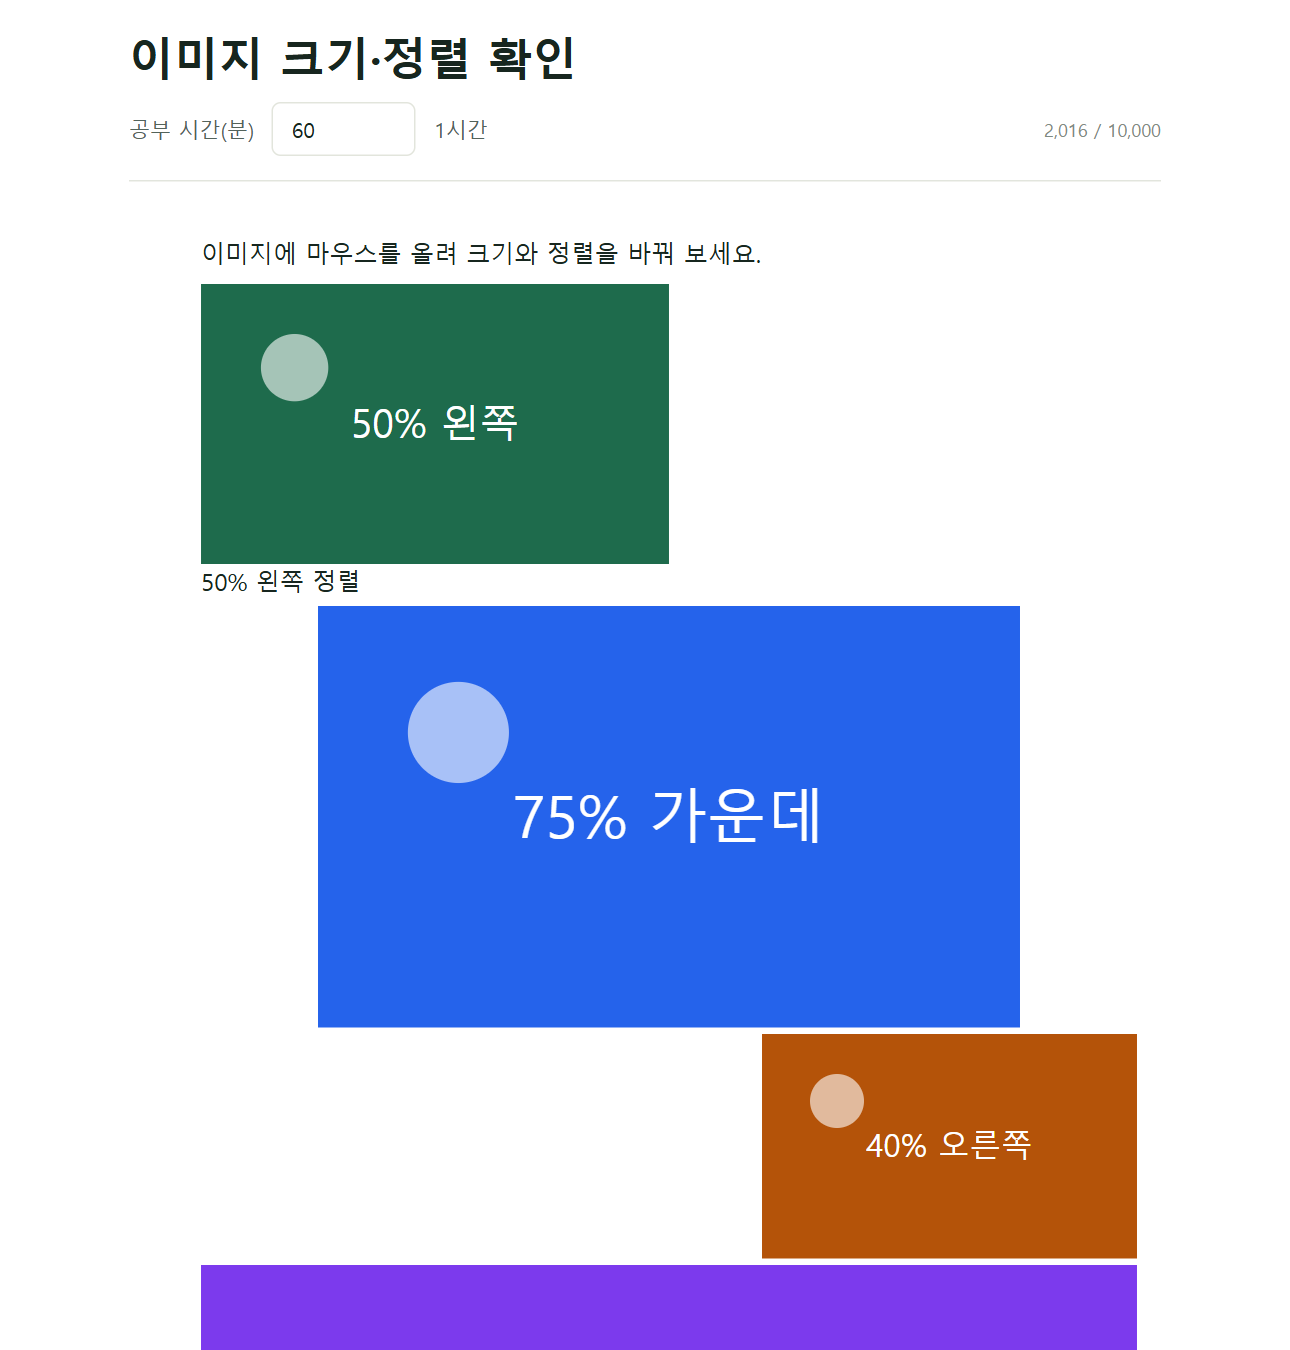 이미지 크기·정렬 확인
공부 시간(분) 60 1시간 2,016 / 10,000
이미지에 마우스를 올려 크기와 정렬을 바꿔 보세요.
50% 왼쪽
50% 왼쪽 정렬
75% 가운데
40% 오른쪽